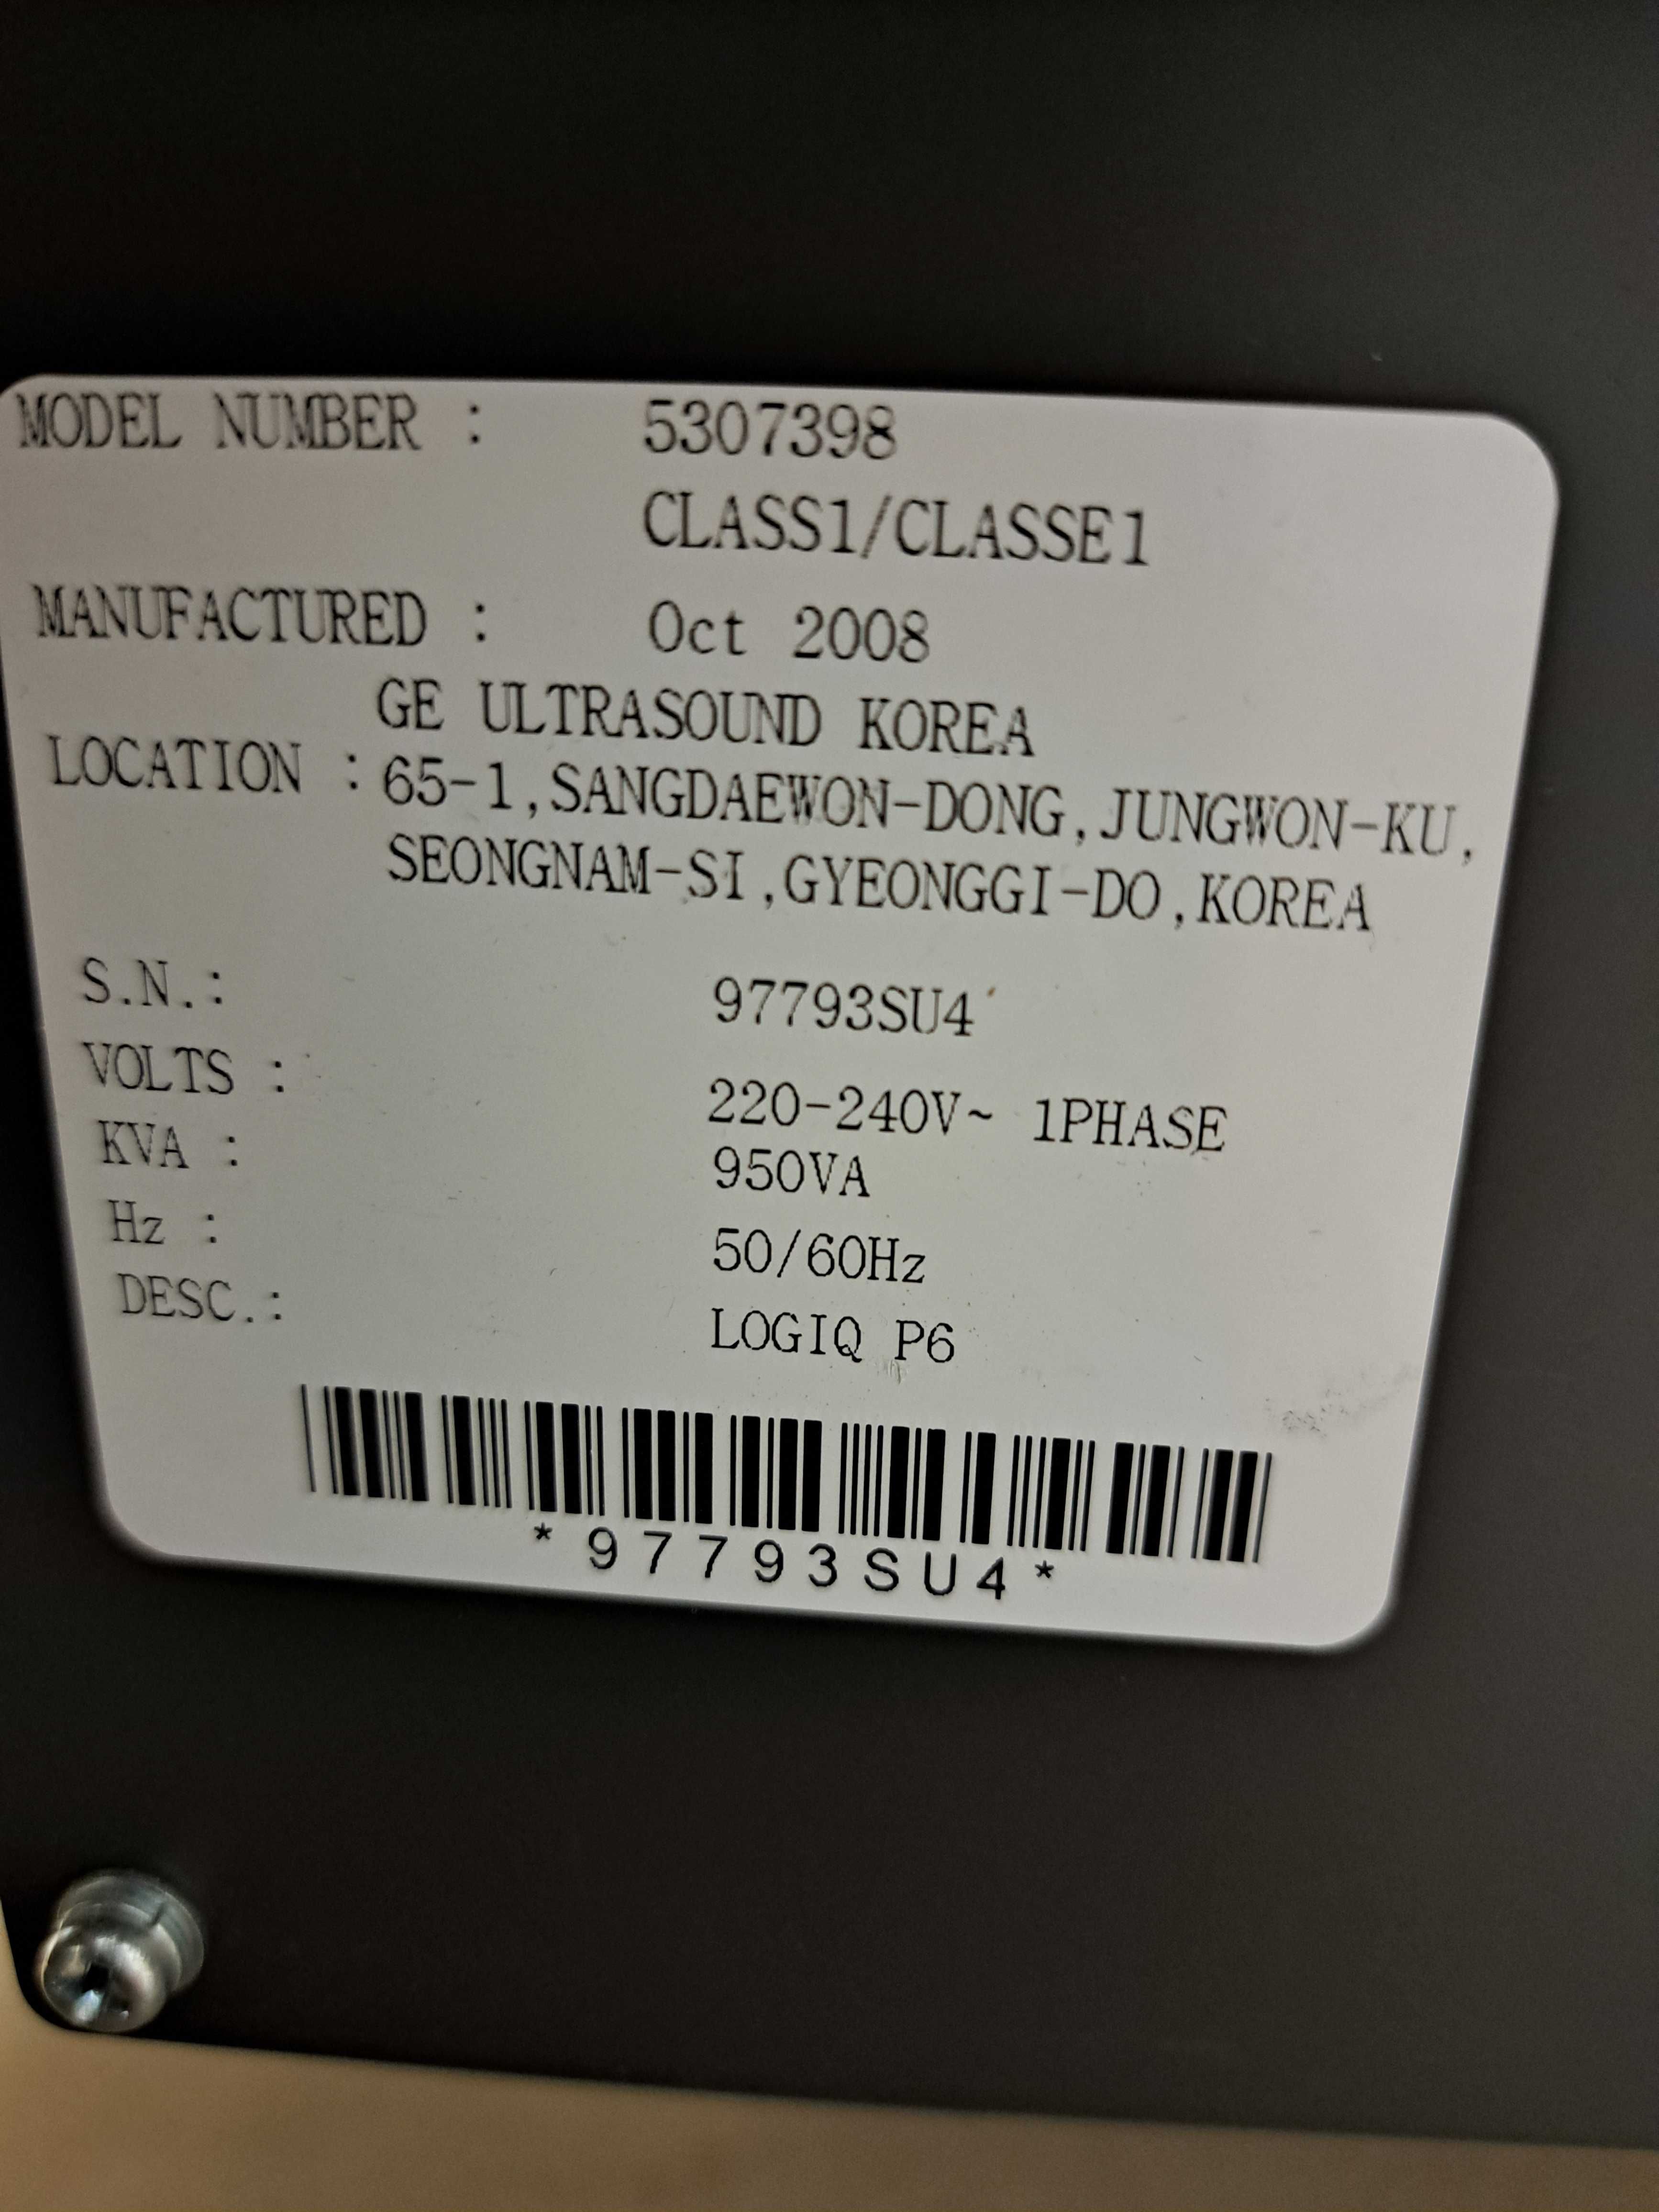 MODEL NUMBER : 5307398
CLASS1/CLASSE1
MANUFACTURED : Oct 2008
GE ULTRASOUND KOREA
LOCATION : 65-1,SANGDAEWON-DONG,JUNGWON-KU,
SEONGNAM-SI,GYEONGGI-DO,KOREA
S.N.: 97793SU4
VOLTS : 220-240V~ 1PHASE
KVA : 950VA
Hz : 50/60Hz
DESC.: LOGIQ P6
*97793SU4*